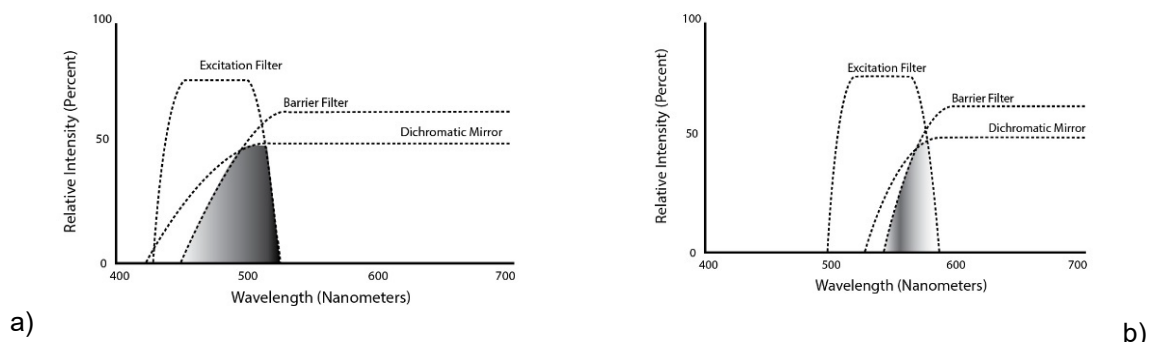 100
Relative Intensity (Percent)
50
0
Excitation Filter
Barrier Filter
Dichromatic Mirror
400
500
600
700
Wavelength (Nanometers)
a)
100
Relative Intensity (Percent)
50
0
Excitation Filter
Barrier Filter
Dichromatic Mirror
400
500
600
700
Wavelength (Nanometers)
b)